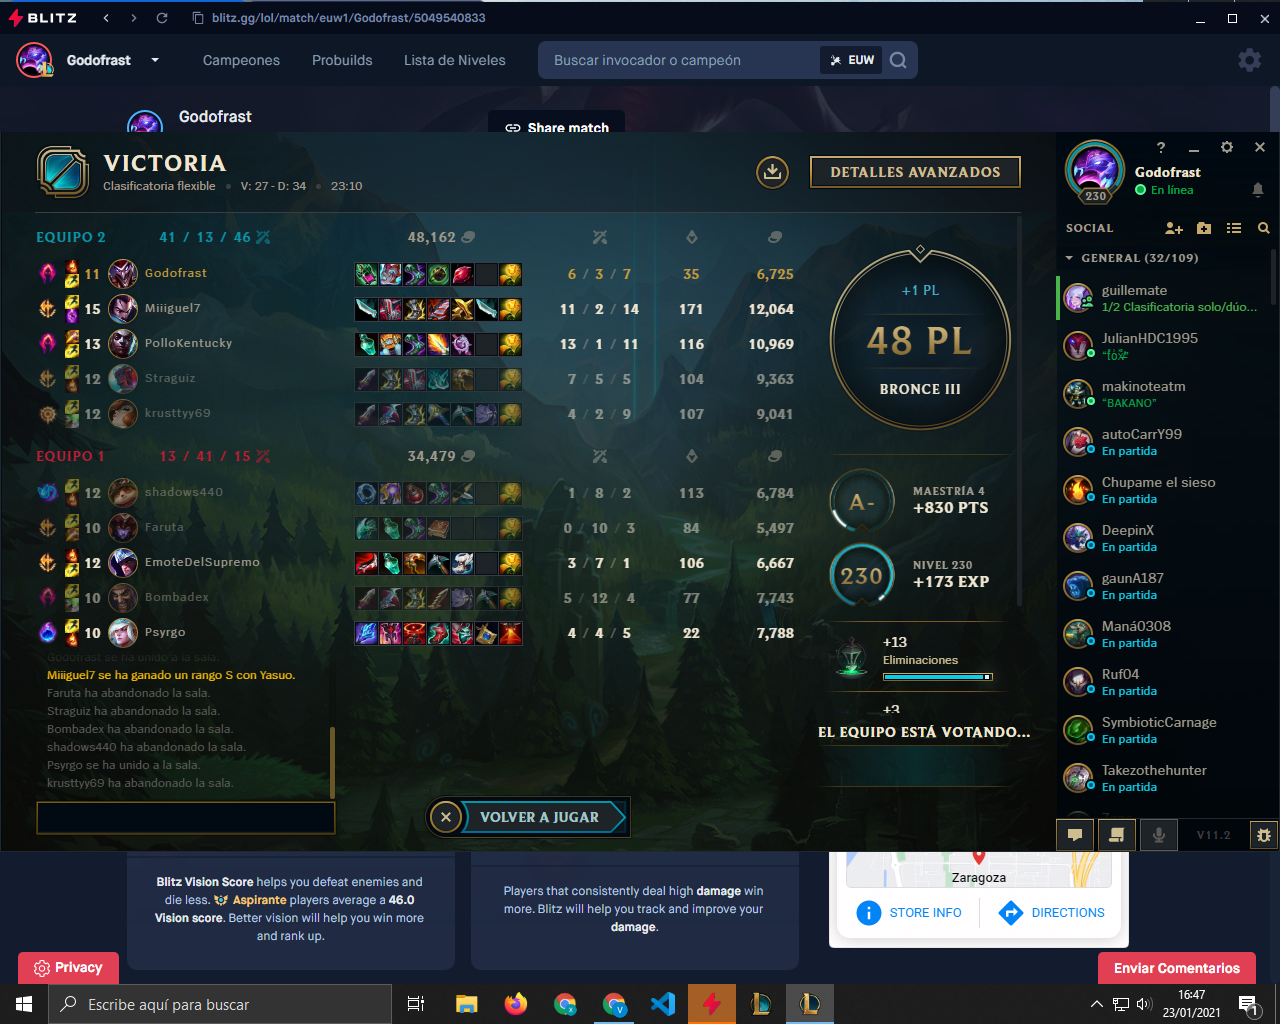 BLITZ
blitz.gg/lol/match/euw1/Godofrast/5049540833
Godofrast
Campeones
Probuilds
Lista de Niveles
Buscar invocador o campeón
EUW
Godofrast
Share match
VICTORIA
Clasificatoria flexible • V: 27 - D: 34 • 23:10
DETALLES AVANZADOS
EQUIPO 2 41 / 13 / 46 48,162
11 Godofrast 6 / 3 / 7 35 6,725
15 Miiiguel7 11 / 2 / 14 171 12,064
13 PolloKentucky 13 / 1 / 11 116 10,969
12 Straguiz 7 / 5 / 5 104 9,363
12 krusttyy69 4 / 2 / 9 107 9,041
EQUIPO 1 13 / 41 / 15 34,479
12 shadows440 1 / 8 / 2 113 6,784
10 Faruta 0 / 10 / 3 84 5,497
12 EmoteDelSupremo 3 / 7 / 1 106 6,667
10 Bombadex 5 / 12 / 4 77 7,743
10 Psyrgo 4 / 4 / 5 22 7,788
Godofrast se ha unido a la sala.
Miiiguel7 se ha ganado un rango S con Yasuo.
Faruta ha abandonado la sala.
Straguiz ha abandonado la sala.
Bombadex ha abandonado la sala.
shadows440 ha abandonado la sala.
Psyrgo se ha unido a la sala.
krusttyy69 ha abandonado la sala.
VOLVER A JUGAR
+1 PL
48 PL
BRONCE III
A-
MAESTRÍA 4
+830 PTS
230
NIVEL 230
+173 EXP
+13
Eliminaciones
+3
EL EQUIPO ESTÁ VOTANDO...
?
230
Godofrast
En línea
SOCIAL
GENERAL (32/109)
guillemate
1/2 Clasificatoria solo/dúo...
JulianHDC1995
makinoteatm
“BAKANO”
autoCarrY99
En partida
Chupame el sieso
En partida
DeepinX
En partida
gaunA187
En partida
Maná0308
En partida
Ruf04
En partida
SymbioticCarnage
En partida
Takezothehunter
En partida
V11.2
Blitz Vision Score helps you defeat enemies and
die less. Aspirante players average a 46.0
Vision score. Better vision will help you win more
and rank up.
Players that consistently deal high damage win
more. Blitz will help you track and improve your
damage.
Zaragoza
STORE INFO
DIRECTIONS
Privacy
Enviar Comentarios
Escribe aquí para buscar
16:47
23/01/2021
1